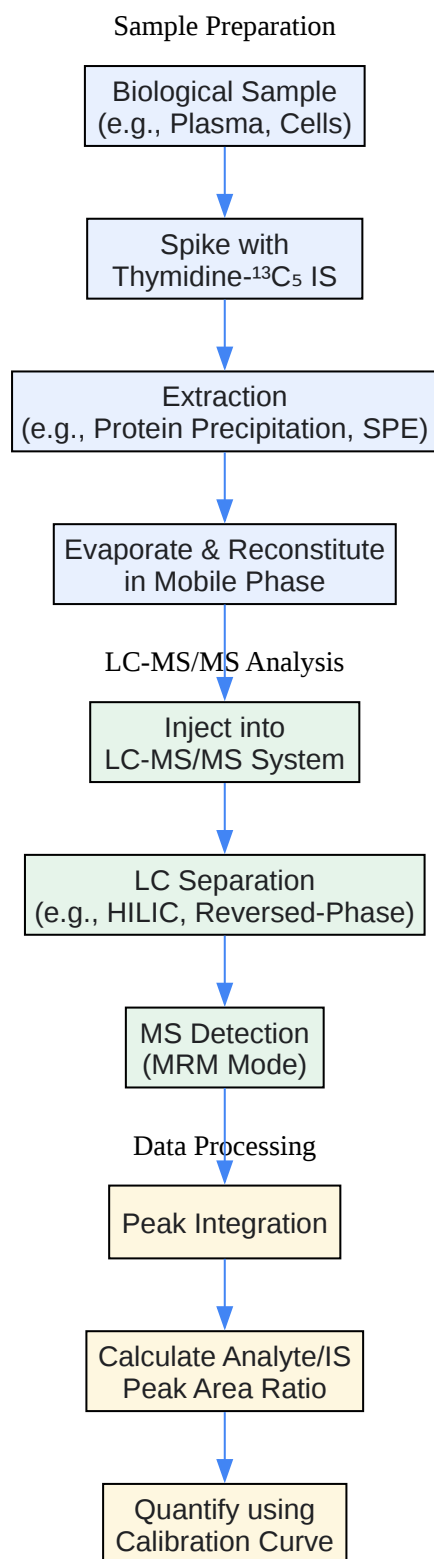 Sample Preparation
Biological Sample
(e.g., Plasma, Cells)
Spike with
Thymidine-¹³C₅ IS
Extraction
(e.g., Protein Precipitation, SPE)
Evaporate & Reconstitute
in Mobile Phase
LC-MS/MS Analysis
Inject into
LC-MS/MS System
LC Separation
(e.g., HILIC, Reversed-Phase)
MS Detection
(MRM Mode)
Data Processing
Peak Integration
Calculate Analyte/IS
Peak Area Ratio
Quantify using
Calibration Curve